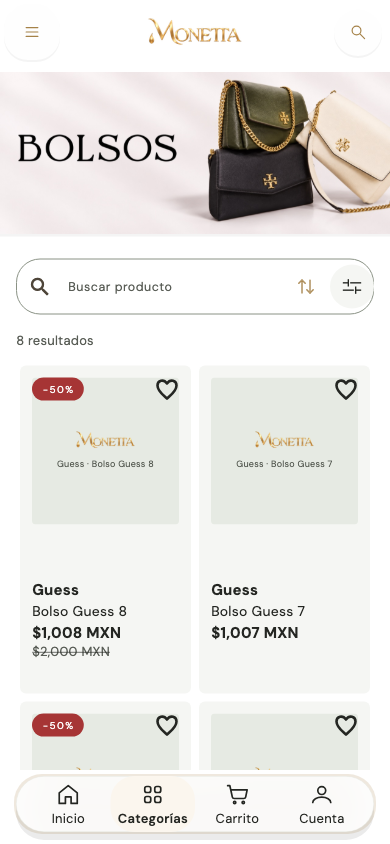 MONETTA
BOLSOS
Buscar producto
8 resultados
-50%
MONETTA
Guess · Bolso Guess 8
MONETTA
Guess · Bolso Guess 7
Guess
Bolso Guess 8
$1,008 MXN
$2,000 MXN
Guess
Bolso Guess 7
$1,007 MXN
-50%
Inicio
Categorías
Carrito
Cuenta